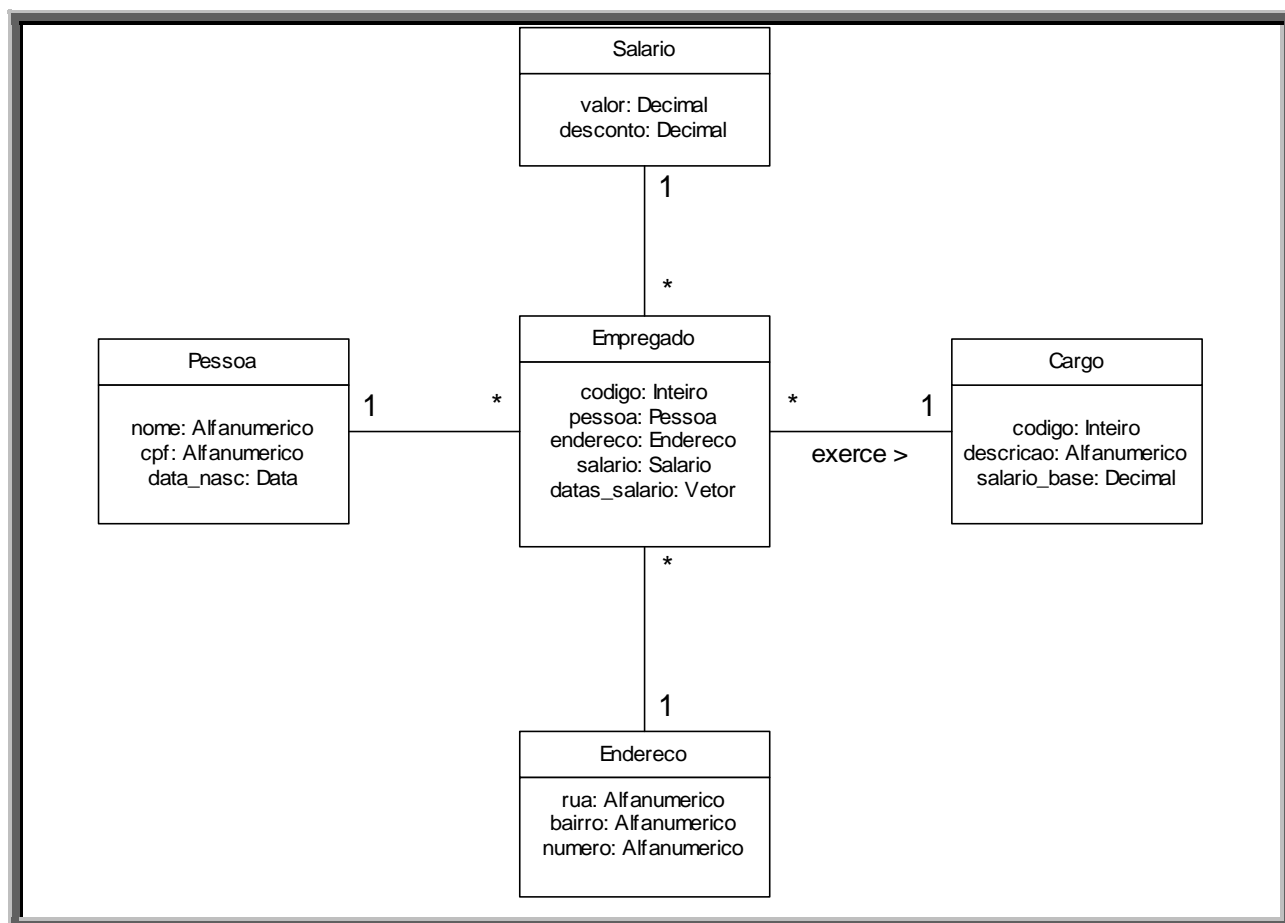 Salario
valor: Decimal
desconto: Decimal
1
*
Pessoa
nome: Alfanumerico
cpf: Alfanumerico
data_nasc: Data
1
*
Empregado
codigo: Inteiro
pessoa: Pessoa
endereco: Endereco
salario: Salario
datas_salario: Vetor
*
1
exerce >
Cargo
codigo: Inteiro
descricao: Alfanumerico
salario_base: Decimal
*
1
Endereco
rua: Alfanumerico
bairro: Alfanumerico
numero: Alfanumerico